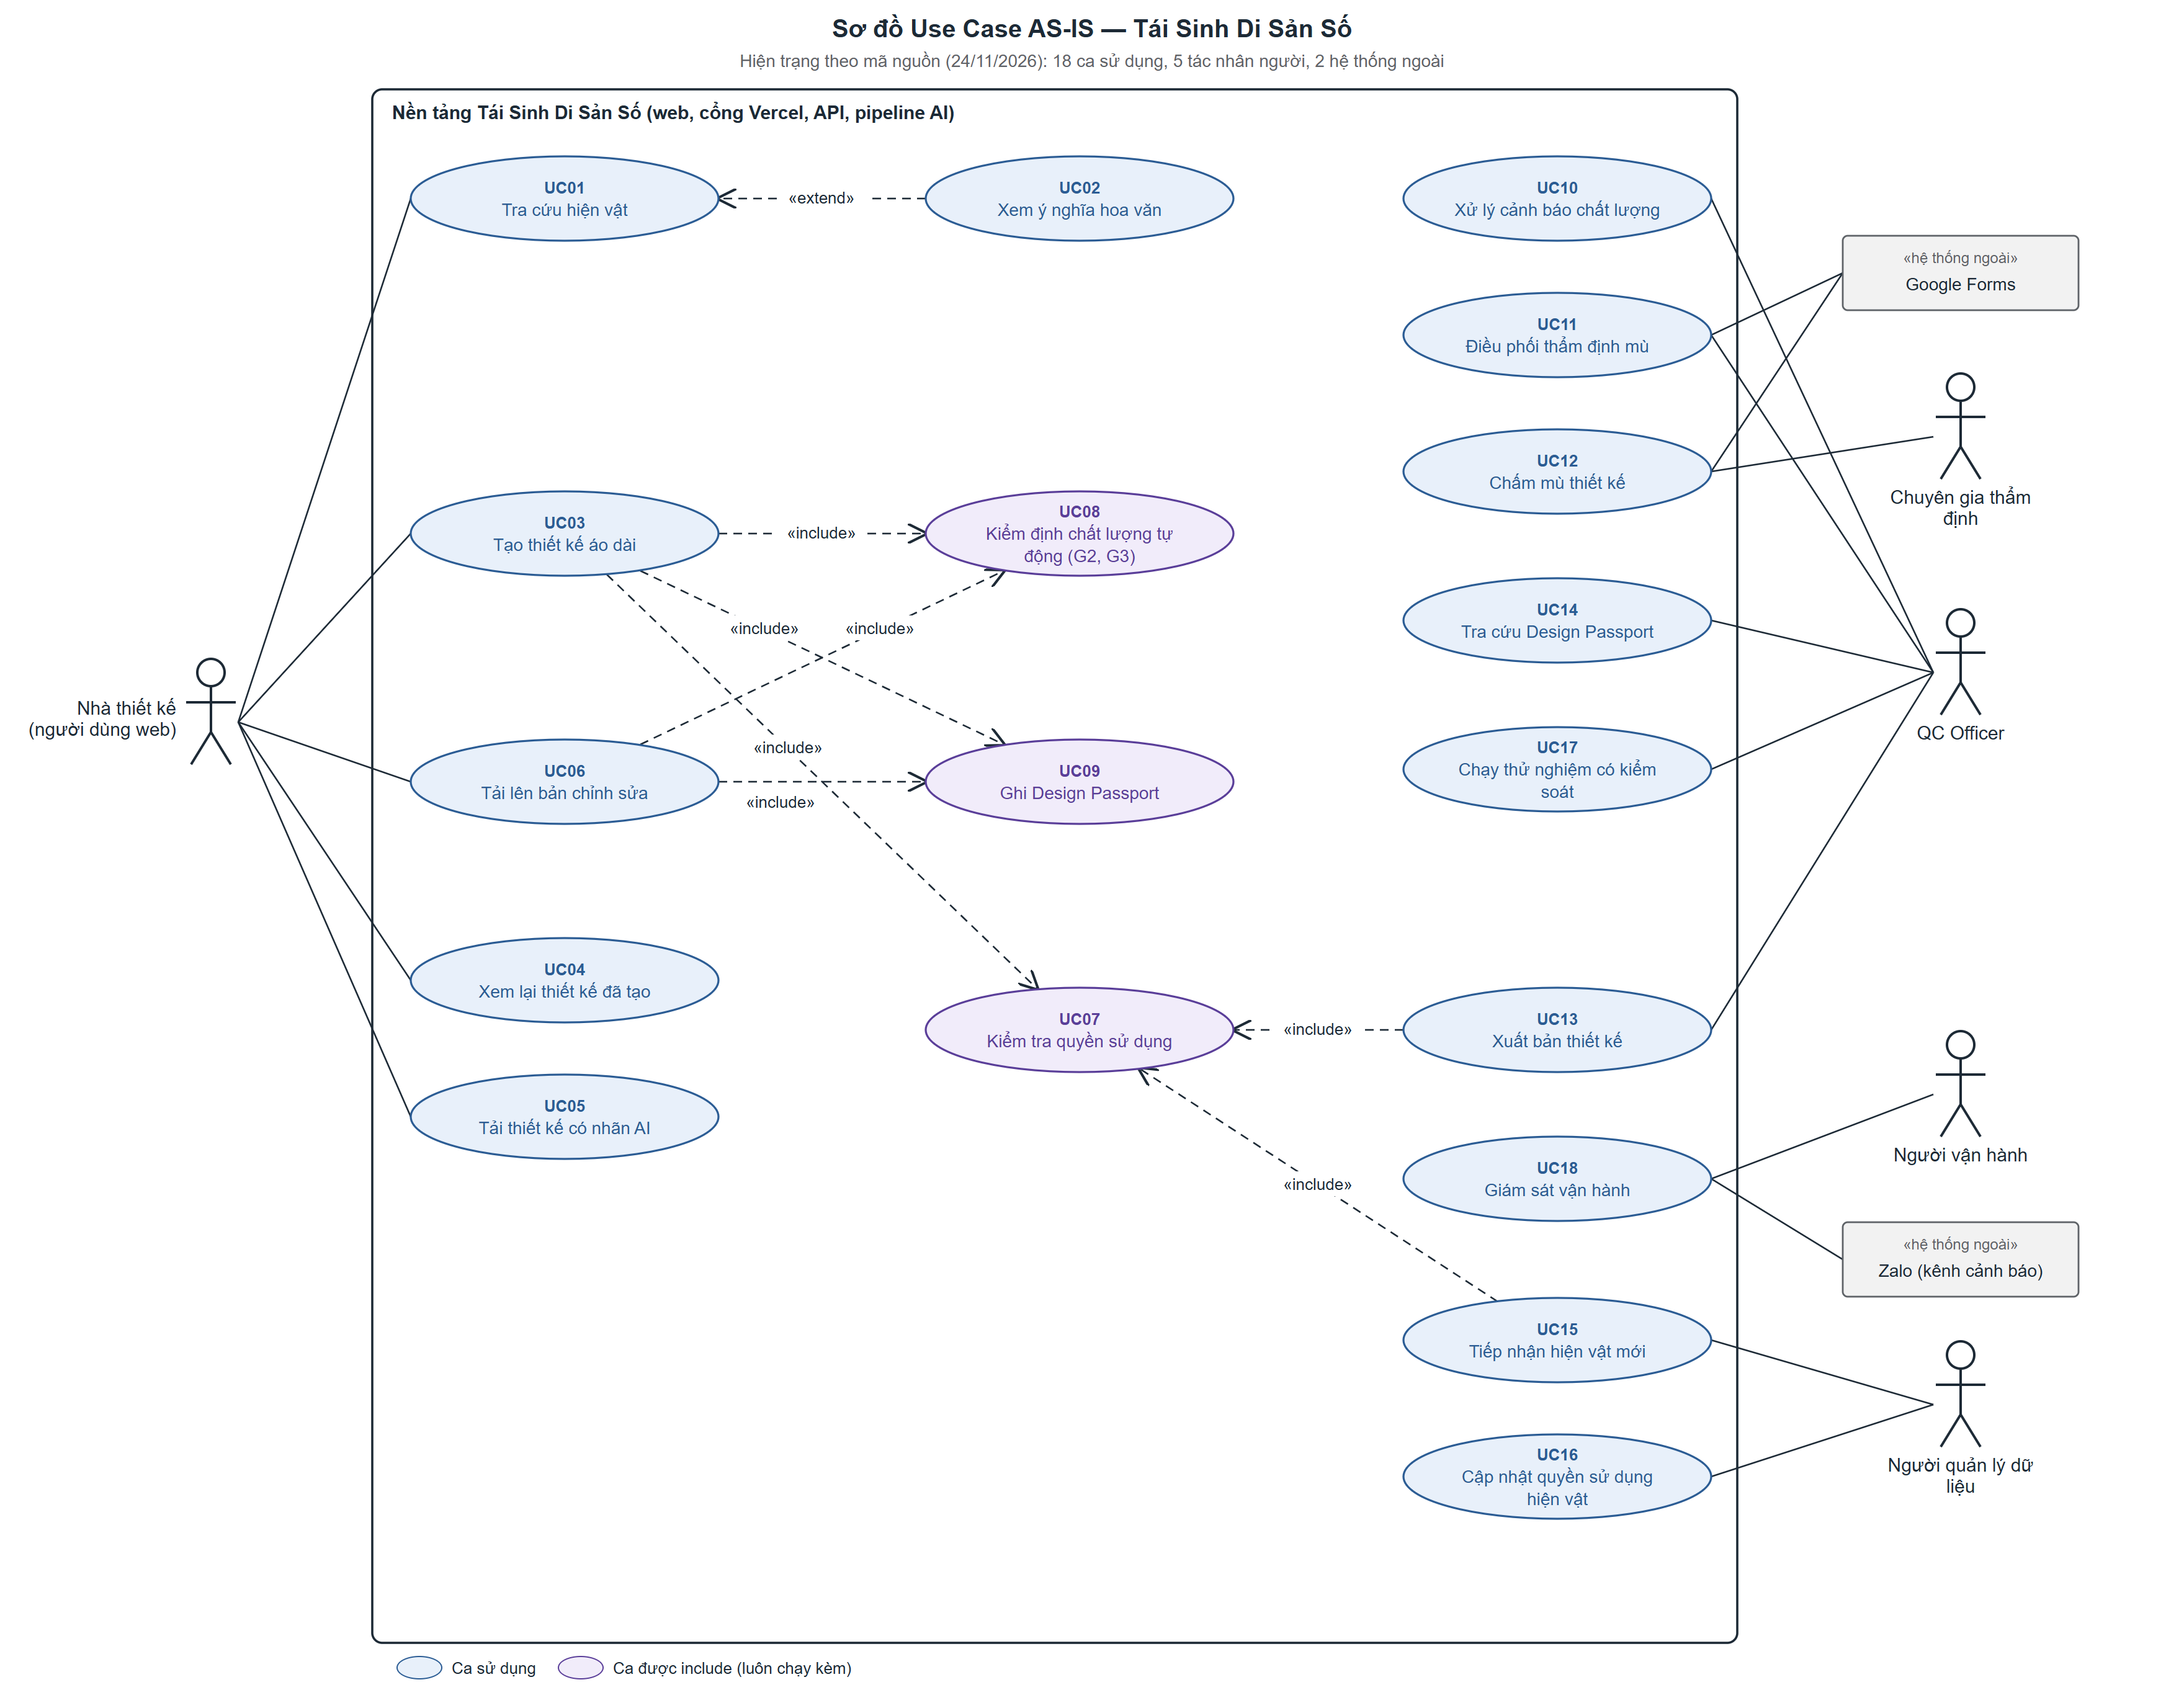 Sơ đồ Use Case AS-IS — Tái Sinh Di Sản Số
Hiện trạng theo mã nguồn (24/11/2026): 18 ca sử dụng, 5 tác nhân người, 2 hệ thống ngoài
Nền tảng Tái Sinh Di Sản Số (web, cổng Vercel, API, pipeline AI)
UC01
Tra cứu hiện vật
«extend»
UC02
Xem ý nghĩa hoa văn
UC10
Xử lý cảnh báo chất lượng
«hệ thống ngoài»
Google Forms
UC11
Điều phối thẩm định mù
UC12
Chấm mù thiết kế
Chuyên gia thẩm
định
UC03
Tạo thiết kế áo dài
«include»
UC08
Kiểm định chất lượng tự
động (G2, G3)
«include»
«include»
UC14
Tra cứu Design Passport
QC Officer
Nhà thiết kế
(người dùng web)
«include»
UC06
Tải lên bản chỉnh sửa
«include»
UC09
Ghi Design Passport
UC17
Chạy thử nghiệm có kiểm
soát
UC04
Xem lại thiết kế đã tạo
UC07
Kiểm tra quyền sử dụng
«include»
UC13
Xuất bản thiết kế
UC05
Tải thiết kế có nhãn AI
Người vận hành
«include»
UC18
Giám sát vận hành
«hệ thống ngoài»
Zalo (kênh cảnh báo)
UC15
Tiếp nhận hiện vật mới
UC16
Cập nhật quyền sử dụng
hiện vật
Người quản lý dữ
liệu
Ca sử dụng
Ca được include (luôn chạy kèm)